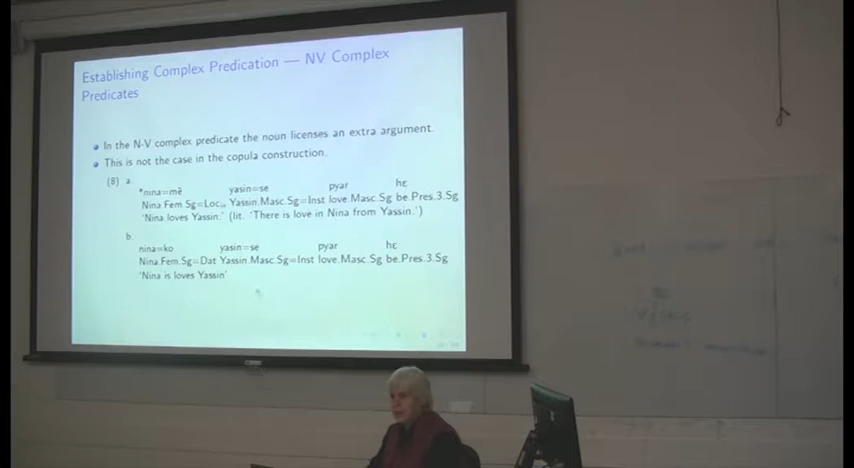 Establishing Complex Predication — NV Complex
Predicates
In the N-V complex predicate the noun licenses an extra argument.
This is not the case in the copula construction.
(8) a.
*nina=mẽ yasin=se pyar hɛ
Nina.Fem.Sg=Loc Yassin.Masc.Sg=Inst love.Masc.Sg be.Pres.3.Sg
'Nina loves Yassin.' (lit. 'There is love in Nina from Yassin.')
b.
nina=ko yasin=se pyar hɛ
Nina.Fem.Sg=Dat Yassin.Masc.Sg=Inst love.Masc.Sg be.Pres.3.Sg
'Nina is loves Yassin'